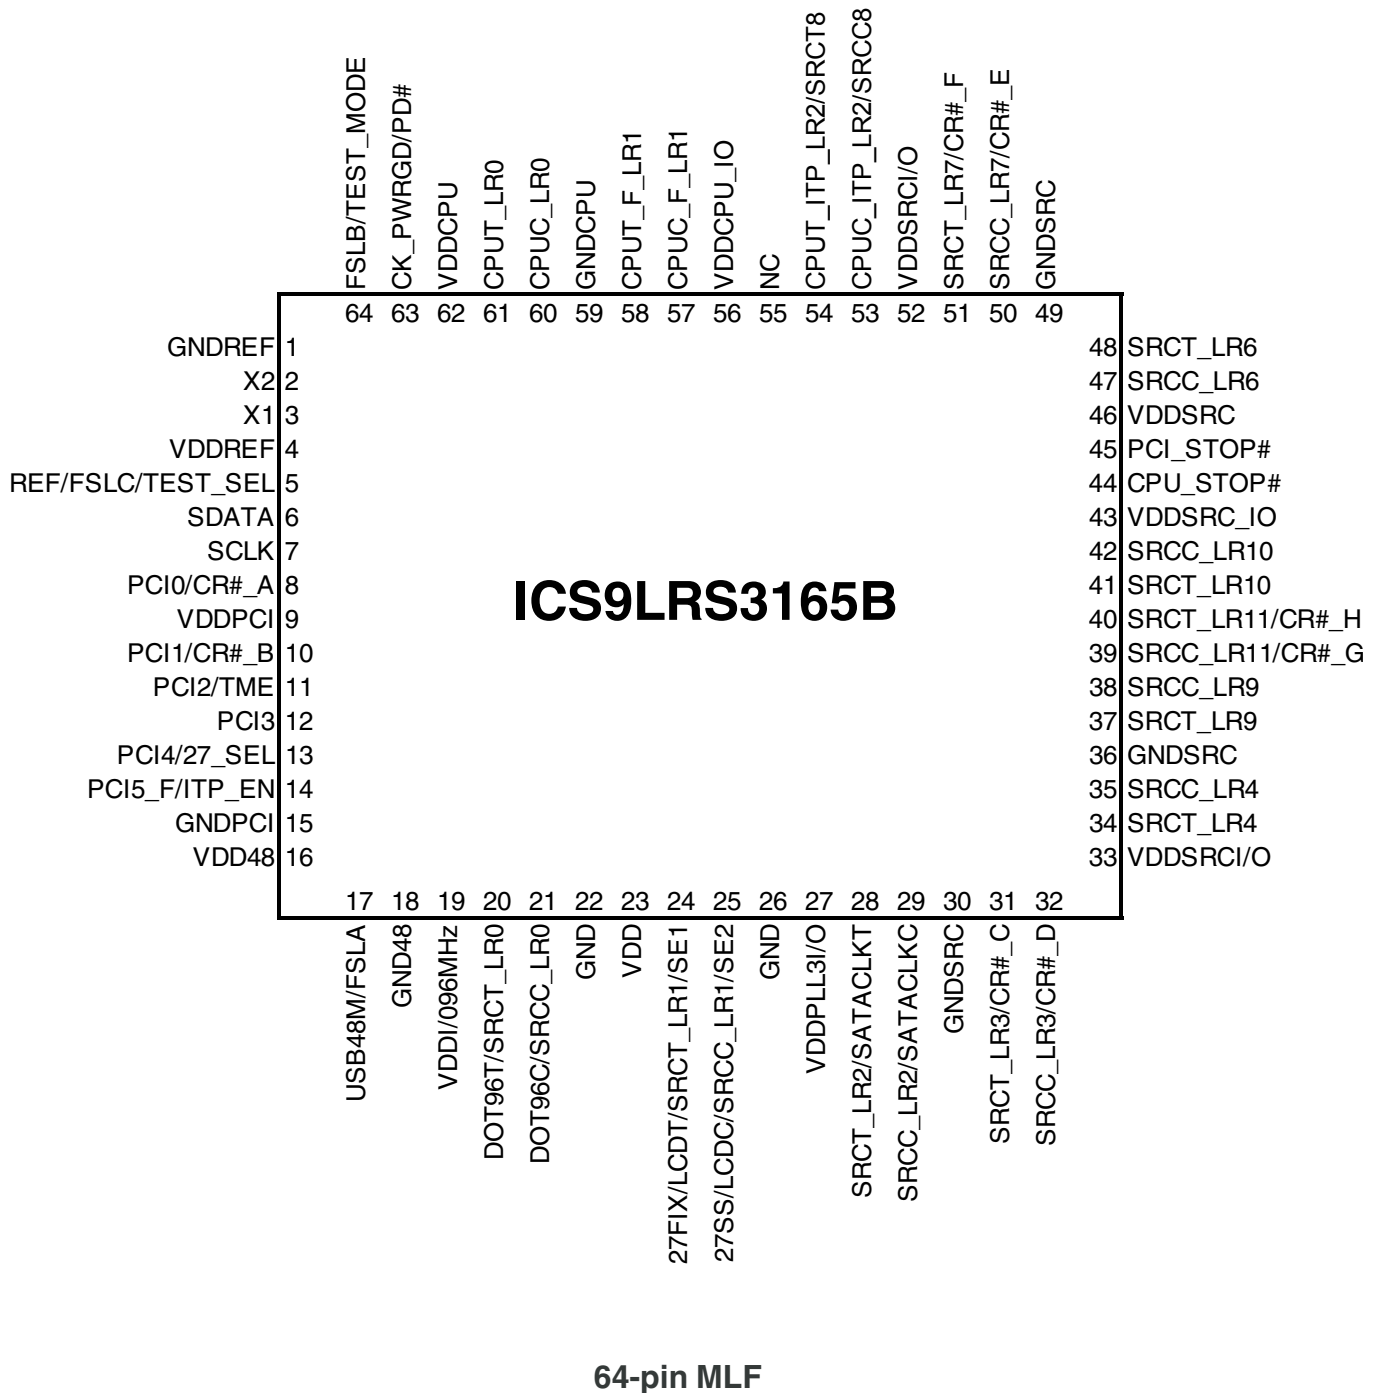 FSLB/TEST_MODE
CK_PWRGD/PD#
VDDCPU
CPUT_LR0
CPUC_LR0
GNDCPU
CPUT_F_LR1
CPUC_F_LR1
VDDCPU_IO
NC
CPUT_ITP_LR2/SRCT8
CPUC_ITP_LR2/SRCC8
VDDSRCI/O
SRCT_LR7/CR#_F
SRCC_LR7/CR#_E
GNDSRC
64 63 62 61 60 59 58 57 56 55 54 53 52 51 50 49
GNDREF 1
X2 2
X1 3
VDDREF 4
REF/FSLC/TEST_SEL 5
SDATA 6
SCLK 7
PCI0/CR#_A 8
VDDPCI 9
PCI1/CR#_B 10
PCI2/TME 11
PCI3 12
PCI4/27_SEL 13
PCI5_F/ITP_EN 14
GNDPCI 15
VDD48 16
ICS9LRS3165B
48 SRCT_LR6
47 SRCC_LR6
46 VDDSRC
45 PCI_STOP#
44 CPU_STOP#
43 VDDSRC_IO
42 SRCC_LR10
41 SRCT_LR10
40 SRCT_LR11/CR#_H
39 SRCC_LR11/CR#_G
38 SRCC_LR9
37 SRCT_LR9
36 GNDSRC
35 SRCC_LR4
34 SRCT_LR4
33 VDDSRCI/O
17 18 19 20 21 22 23 24 25 26 27 28 29 30 31 32
USB48M/FSLA
GND48
VDDI/096MHz
DOT96T/SRCT_LR0
DOT96C/SRCC_LR0
GND
VDD
27FIX/LCDT/SRCT_LR1/SE1
27SS/LCDC/SRCC_LR1/SE2
GND
VDDPLL3I/O
SRCT_LR2/SATACLKT
SRCC_LR2/SATACLKC
GNDSRC
SRCT_LR3/CR#_C
SRCC_LR3/CR#_D
64-pin MLF